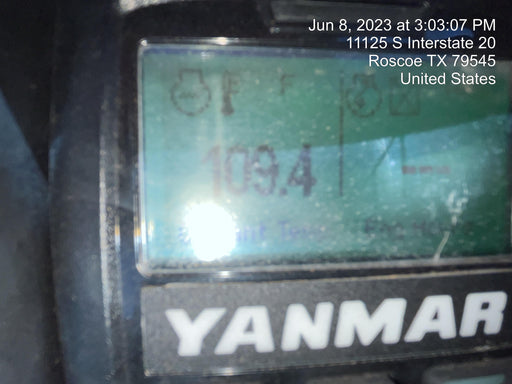 Jun 8, 2023 at 3:03:07 PM
11125 S Interstate 20
Roscoe TX 79545
United States
F
109.4
YANMAR